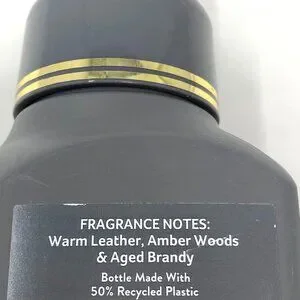 FRAGRANCE NOTES:
Warm Leather, Amber Woods
& Aged Brandy
Bottle Made With
50% Recycled Plastic